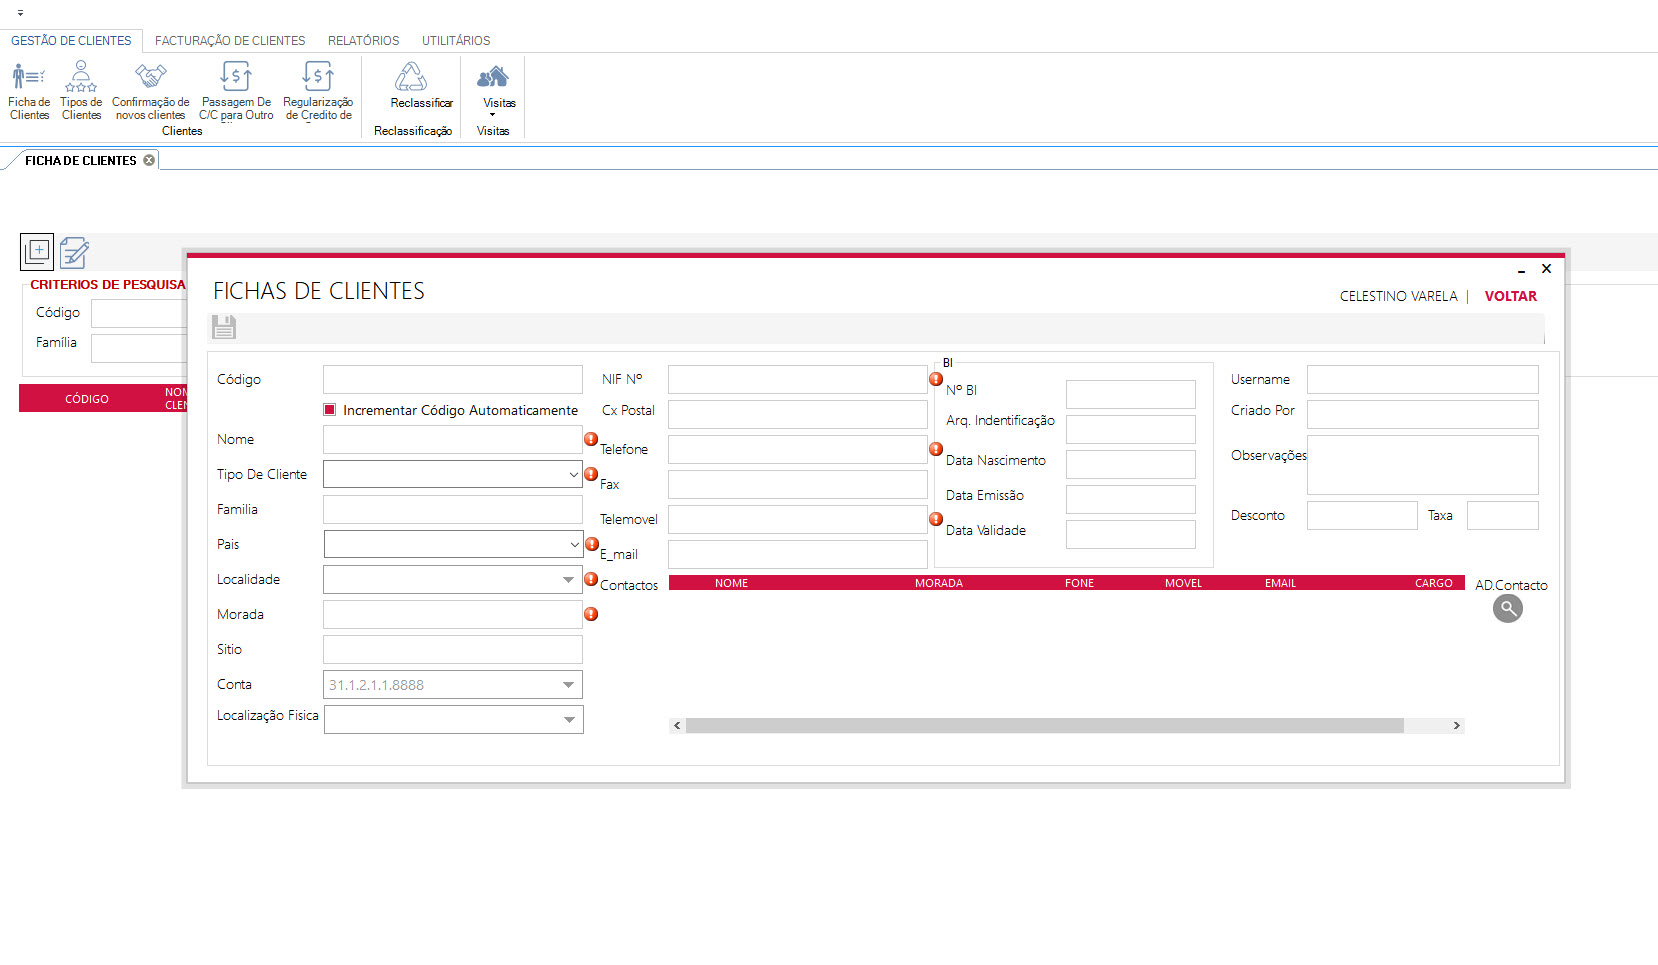 GESTÃO DE CLIENTES FACTURAÇÃO DE CLIENTES RELATÓRIOS UTILITÁRIOS
Ficha de Clientes
Tipos de Clientes
Confirmação de novos clientes
Passagem De C/C para Outro
Regularização de Credito de
Reclassificar
Visitas
Clientes Reclassificação Visitas
FICHA DE CLIENTES
CRITERIOS DE PESQUISA
Código
Família
CÓDIGO
FICHAS DE CLIENTES
CELESTINO VARELA | VOLTAR
Código
Incrementar Código Automaticamente
Nome
Tipo De Cliente
Familia
Pais
Localidade
Morada
Sitio
Conta 31.1.2.1.1.8888
Localização Fisica
NIF Nº
Cx Postal
Telefone
Fax
Telemovel
E_mail
Contactos
BI
Nº BI
Arq. Indentificação
Data Nascimento
Data Emissão
Data Validade
Username
Criado Por
Observações
Desconto Taxa
NOME MORADA FONE MOVEL EMAIL CARGO
AD.Contacto